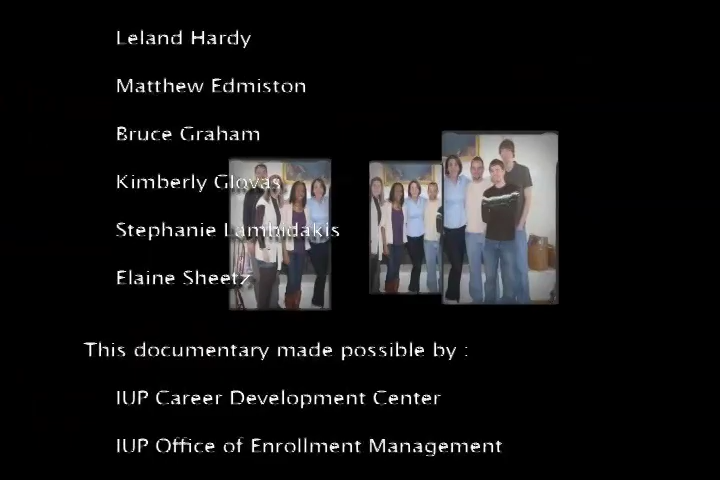 Leland Hardy
Matthew Edmiston
Bruce Graham
Kimberly Glovas
Stephanie Lambidakis
Elaine Sheetz
This documentary made possible by :
IUP Career Development Center
IUP Office of Enrollment Management